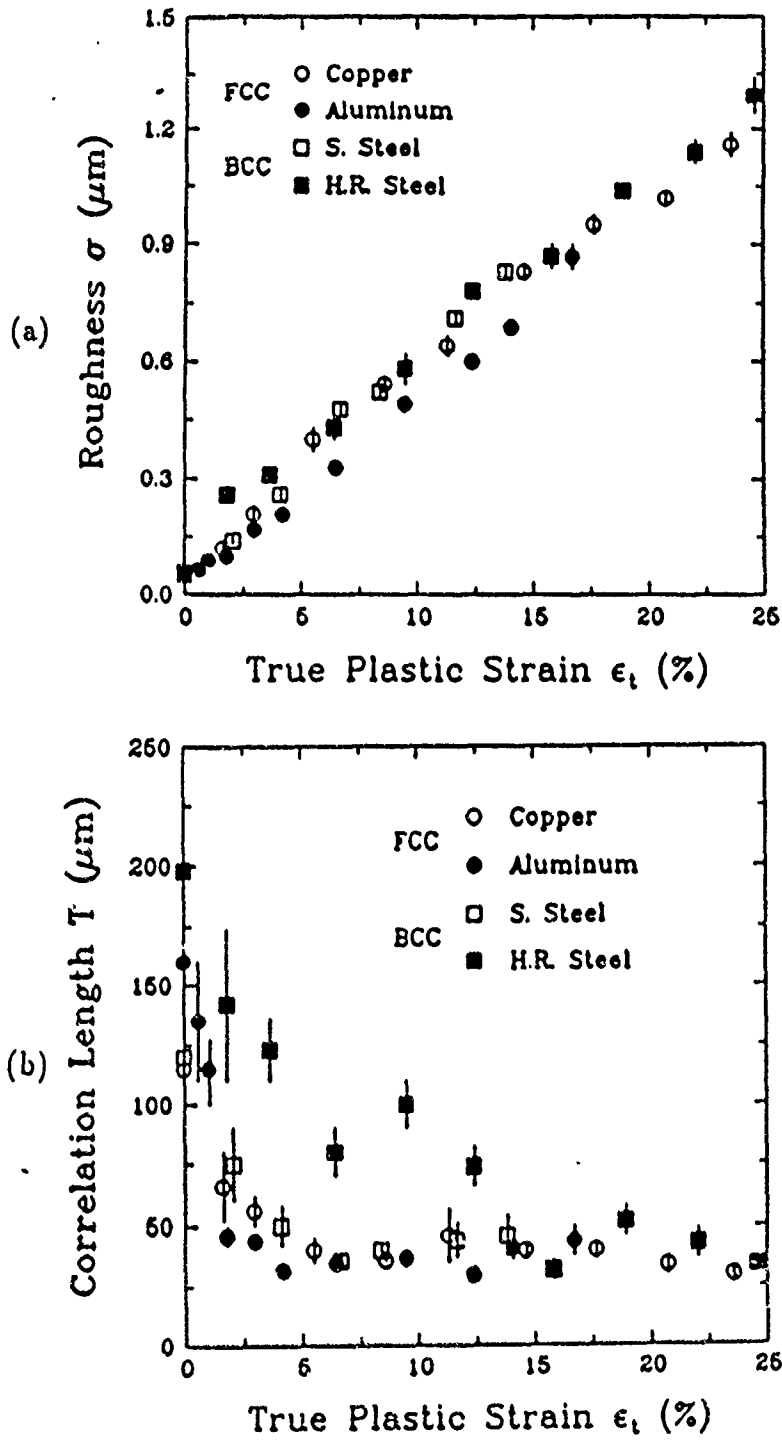 (a)
Roughness σ (μm)
1.5
1.2
0.9
0.6
0.3
0.0
FCC
Copper
Aluminum
BCC
S. Steel
H.R. Steel
0 5 10 15 20 25
True Plastic Strain ϵt (%)
(b)
Correlation Length T (μm)
250
200
150
100
50
0
FCC
Copper
Aluminum
BCC
S. Steel
H.R. Steel
0 5 10 15 20 25
True Plastic Strain ϵt (%)